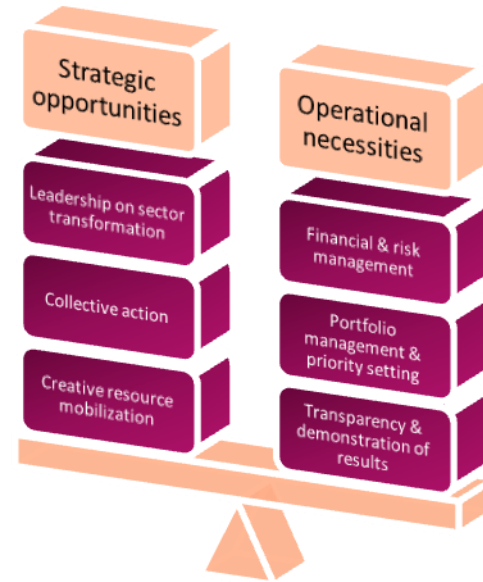 Strategic
opportunities
Leadership on sector
transformation
Collective action
Creative resource
mobilization
Operational
necessities
Financial & risk
management
Portfolio
management &
priority setting
Transparency &
demonstration of
results